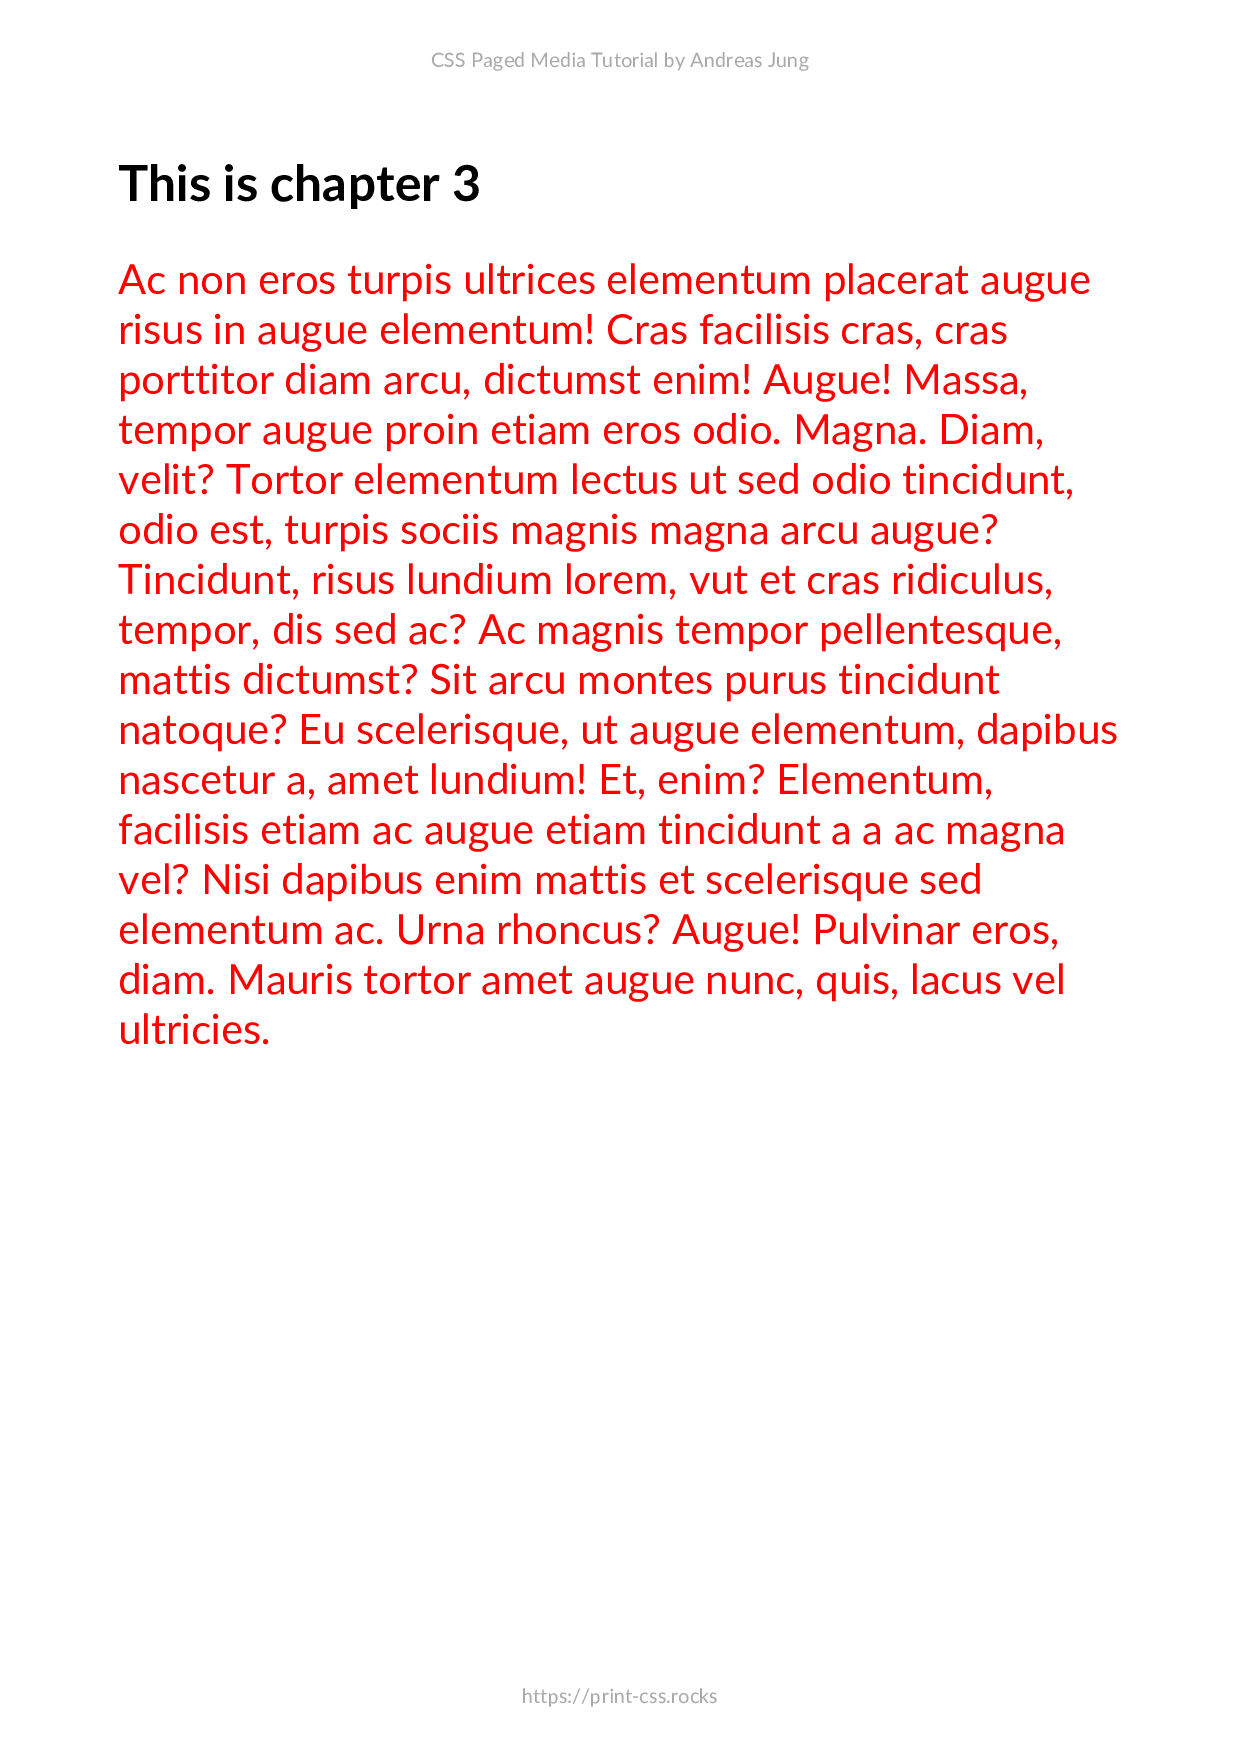 CSS Paged Media Tutorial by Andreas Jung
This is chapter 3
Ac non eros turpis ultrices elementum placerat augue
risus in augue elementum! Cras facilisis cras, cras
porttitor diam arcu, dictumst enim! Augue! Massa,
tempor augue proin etiam eros odio. Magna. Diam,
velit? Tortor elementum lectus ut sed odio tincidunt,
odio est, turpis sociis magnis magna arcu augue?
Tincidunt, risus lundium lorem, vut et cras ridiculus,
tempor, dis sed ac? Ac magnis tempor pellentesque,
mattis dictumst? Sit arcu montes purus tincidunt
natoque? Eu scelerisque, ut augue elementum, dapibus
nascetur a, amet lundium! Et, enim? Elementum,
facilisis etiam ac augue etiam tincidunt a a ac magna
vel? Nisi dapibus enim mattis et scelerisque sed
elementum ac. Urna rhoncus? Augue! Pulvinar eros,
diam. Mauris tortor amet augue nunc, quis, lacus vel
ultricies.
https://print-css.rocks